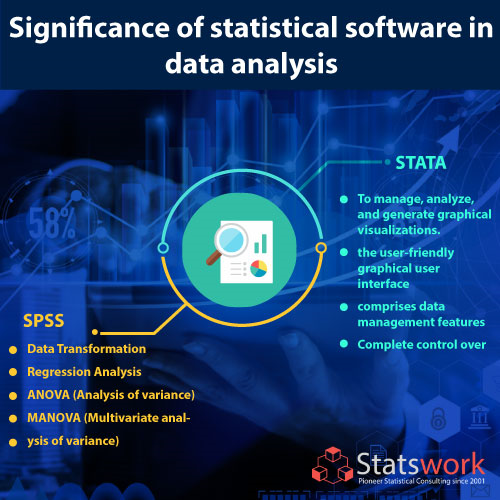 Significance of statistical software in
data analysis
58%
STATA
To manage, analyze,
and generate graphical
visualizations.
the user-friendly
graphical user
interface
comprises data
management features
Complete control over
SPSS
Data Transformation
Regression Analysis
ANOVA (Analysis of variance)
MANOVA (Multivariate anal-
ysis of variance)
Statswork
Pioneer Statistical Consulting since 2001